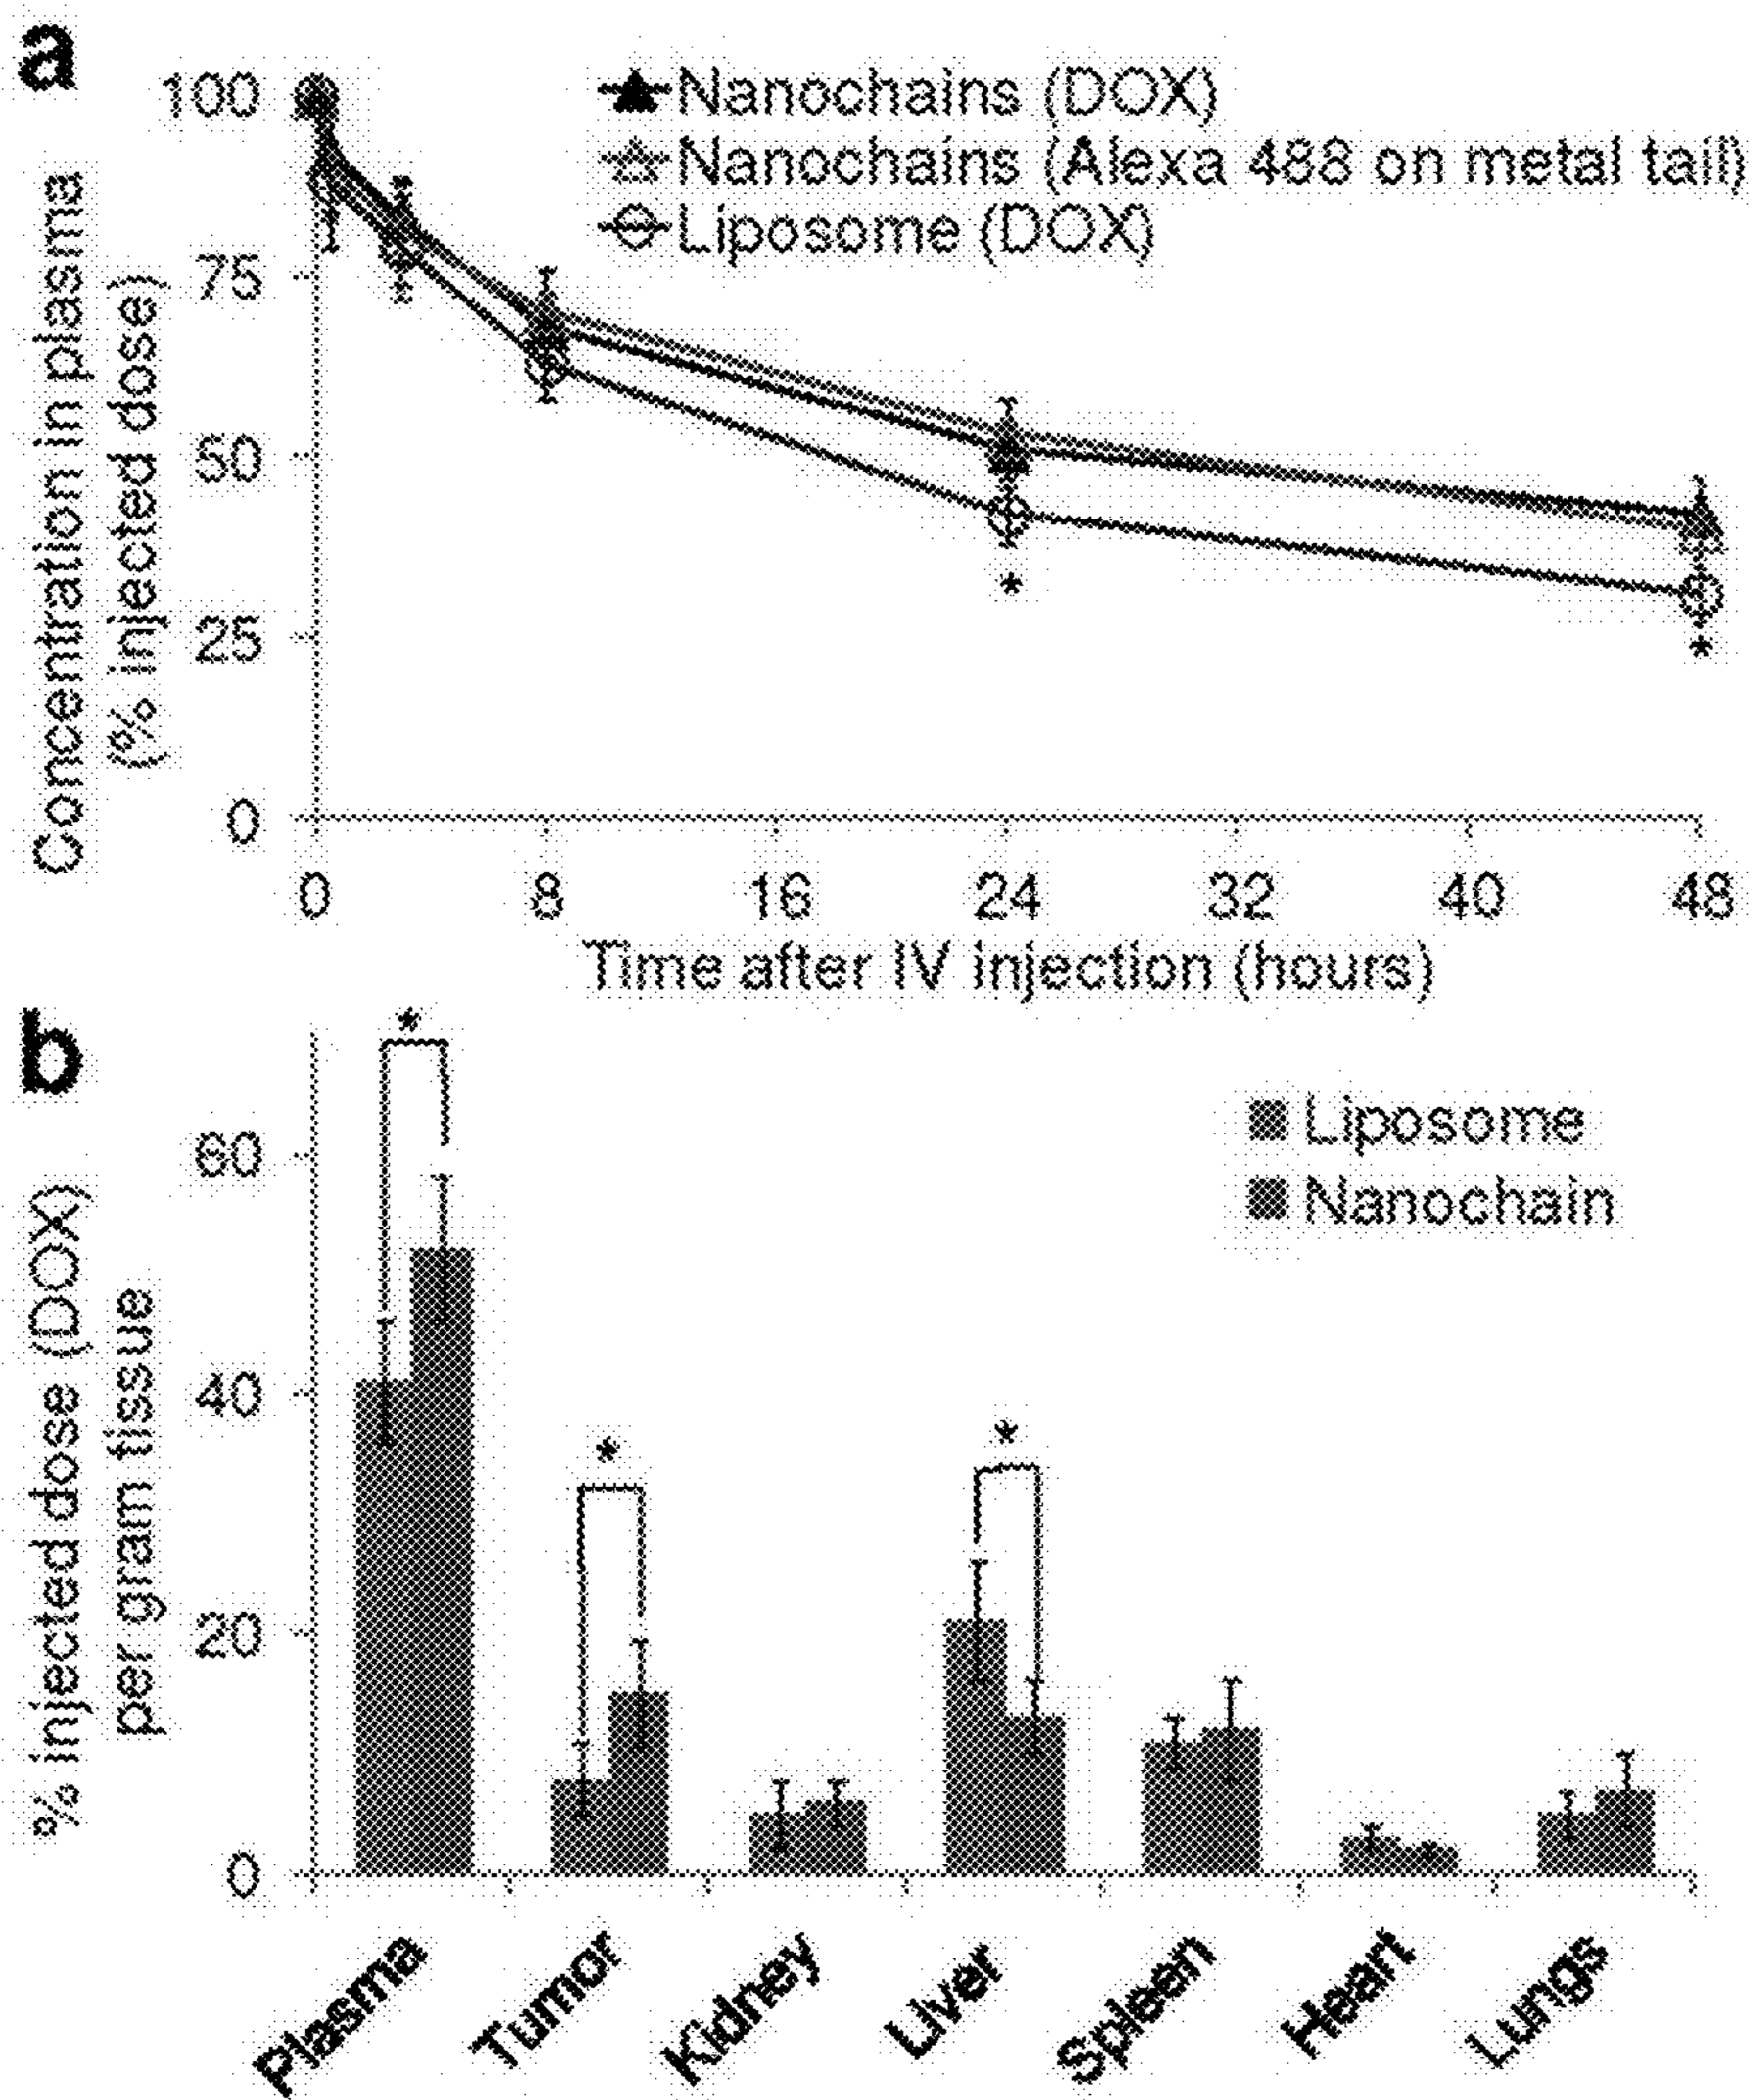 a
Concentration in plasma
(% injected dose)
100
75
50
25
0
Nanochains (DOX)
Nanochains (Alexa 488 on metal tail)
Liposome (DOX)
*
*
0 8 16 24 32 40 48
Time after IV injection (hours)
b
% injected dose (DOX)
per gram tissue
60
40
20
0
*
*
*
Liposome
Nanochain
Plasma
Tumor
Kidney
Liver
Spleen
Heart
Lungs